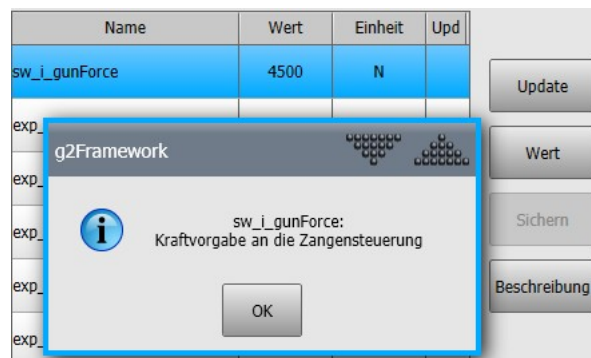 Name Wert Einheit Upd
sw_i_gunForce 4500 N
Update
exp_
g2Framework
Wert
exp_
sw_i_gunForce:
Kraftvorgabe an die Zangensteuerung
Sichern
exp_
exp_
OK
Beschreibung
exp_